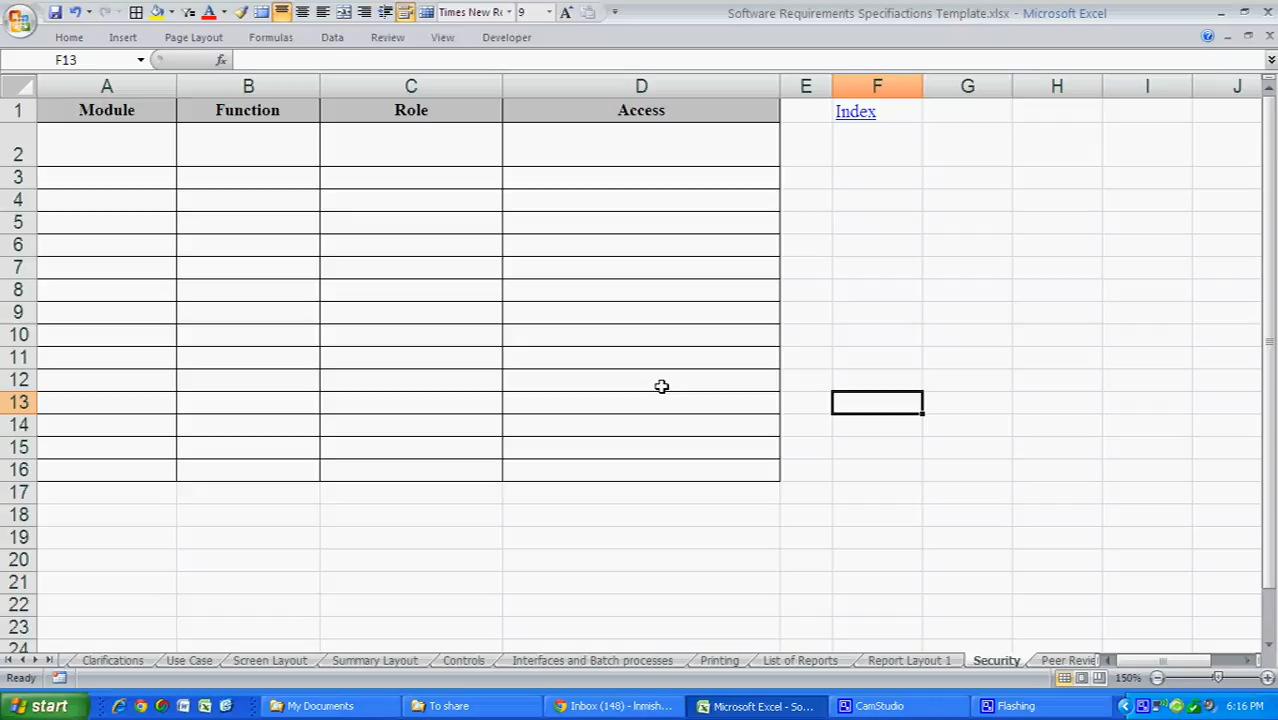 Times New Ro
9
Software Requirements Specifiactions Template.xlsx - Microsoft Excel
Home Insert Page Layout Formulas Data Review View Developer
F13 fx
A B C D E F G H I J
1 Module Function Role Access Index
2
3
4
5
6
7
8
9
10
11
12
13
14
15
16
17
18
19
20
21
22
23
24
Clarifications Use Case Screen Layout Summary Layout Controls Interfaces and Batch processes Printing List of Reports Report Layout 1 Security Peer Revie
Ready 150%
start My Documents To share Inbox (148) - lnmish... Microsoft Excel - So... CamStudio Flashing 6:16 PM